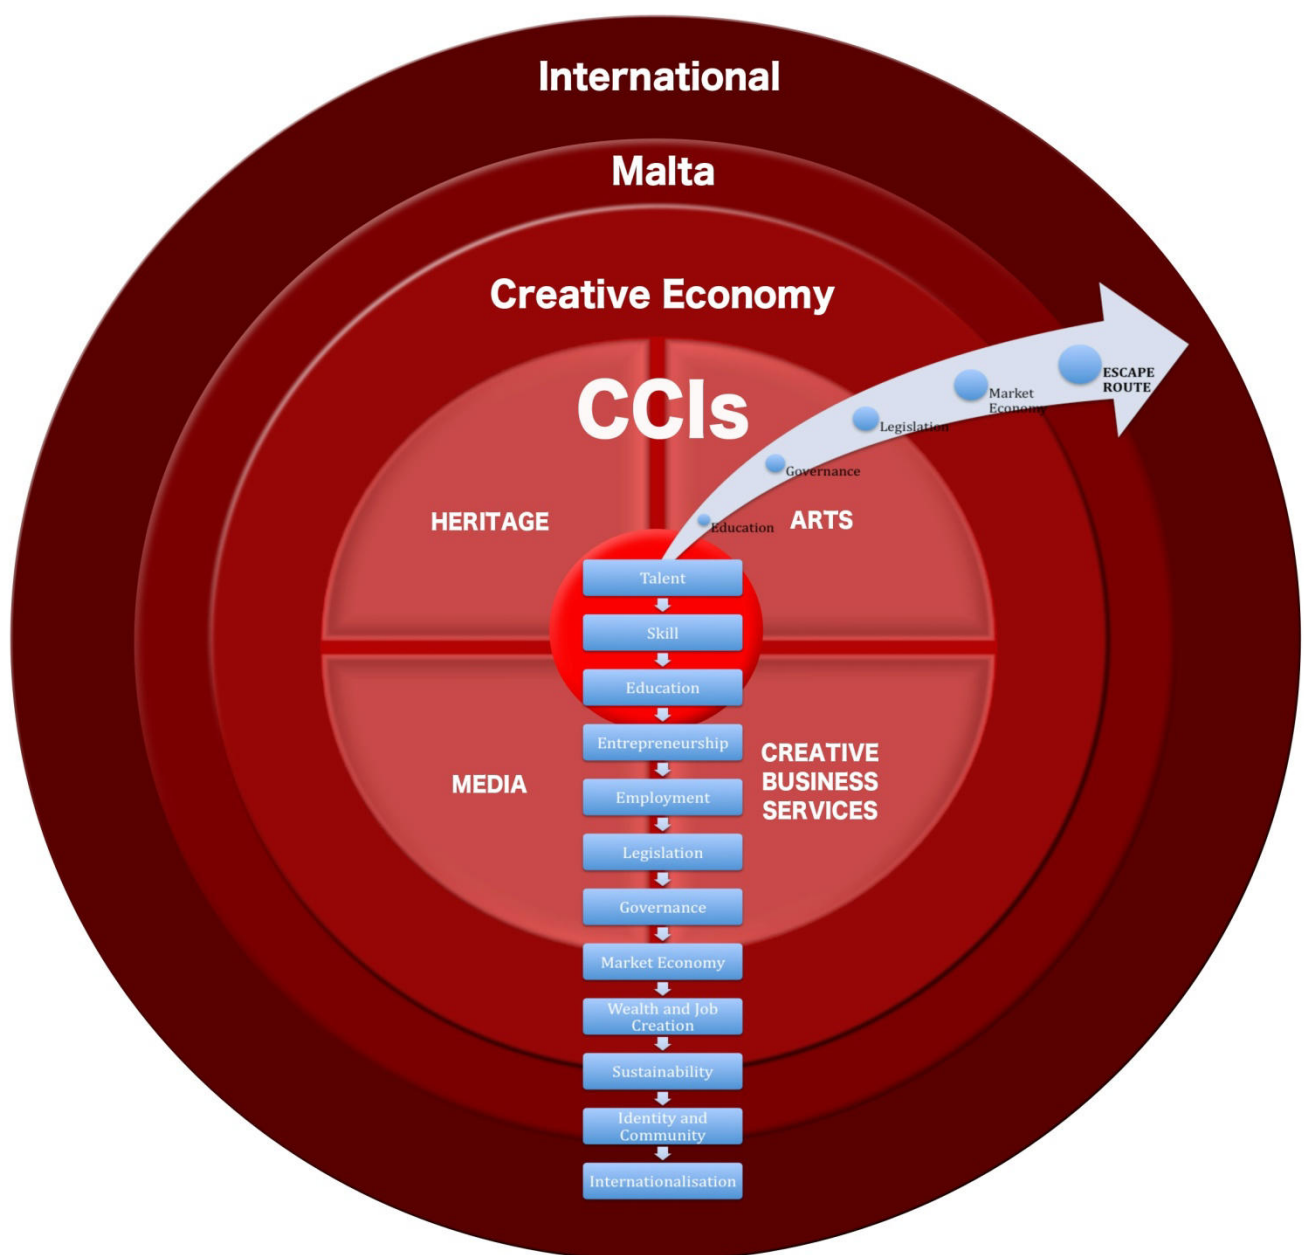 International
Malta
Creative Economy
CCIs
ESCAPE
ROUTE
Market
Economy
Legislation
Governance
Education
HERITAGE
ARTS
Talent
Skill
Education
Entrepreneurship
Employment
Legislation
Governance
Market Economy
Wealth and Job
Creation
Sustainability
Identity and
Community
Internationalisation
MEDIA
CREATIVE
BUSINESS
SERVICES